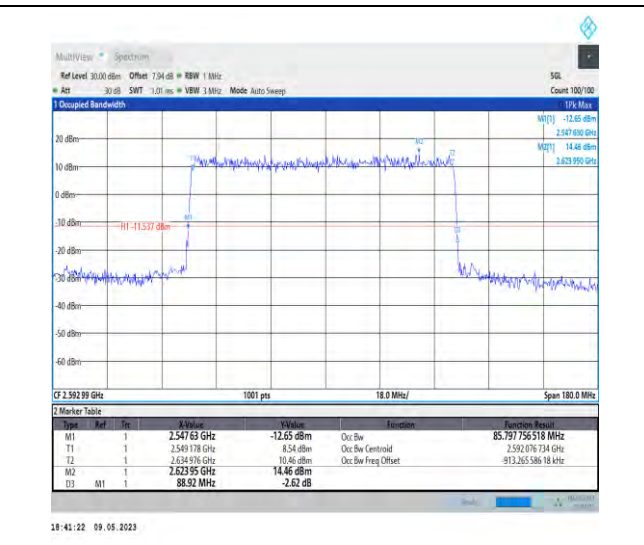 MultiView Spectrum
Ref Level 30.00 dBm Offset 7.94 dB RBW 1 MHz SGL
Att 30 dB SWT 1.01 ms VBW 3 MHz Mode Auto Sweep Count 100/100
1 Occupied Bandwidth 1Pk Max
M1[1] -12.65 dBm
2.547 630 GHz
20 dBm
M2
M2[1] 14.46 dBm
2.623 950 GHz
T1
T2
10 dBm
0 dBm
M1
-10 dBm
H1 -11.537 dBm
D3
-20 dBm
-30 dBm
-40 dBm
-50 dBm
-60 dBm
CF 2.592 99 GHz 1001 pts 18.0 MHz/ Span 180.0 MHz
2 Marker Table
Type Ref Trc X-Value Y-Value Function Function Result
M1 1 2.547 63 GHz -12.65 dBm Occ Bw 85.797 756 518 MHz
T1 1 2.549 178 GHz 8.54 dBm Occ Bw Centroid 2.592 076 734 GHz
T2 1 2.634 976 GHz 10.46 dBm Occ Bw Freq Offset -913.265 586 18 kHz
M2 1 2.623 95 GHz 14.46 dBm
D3 M1 1 88.92 MHz -2.62 dB
18:41:22 09.05.2023